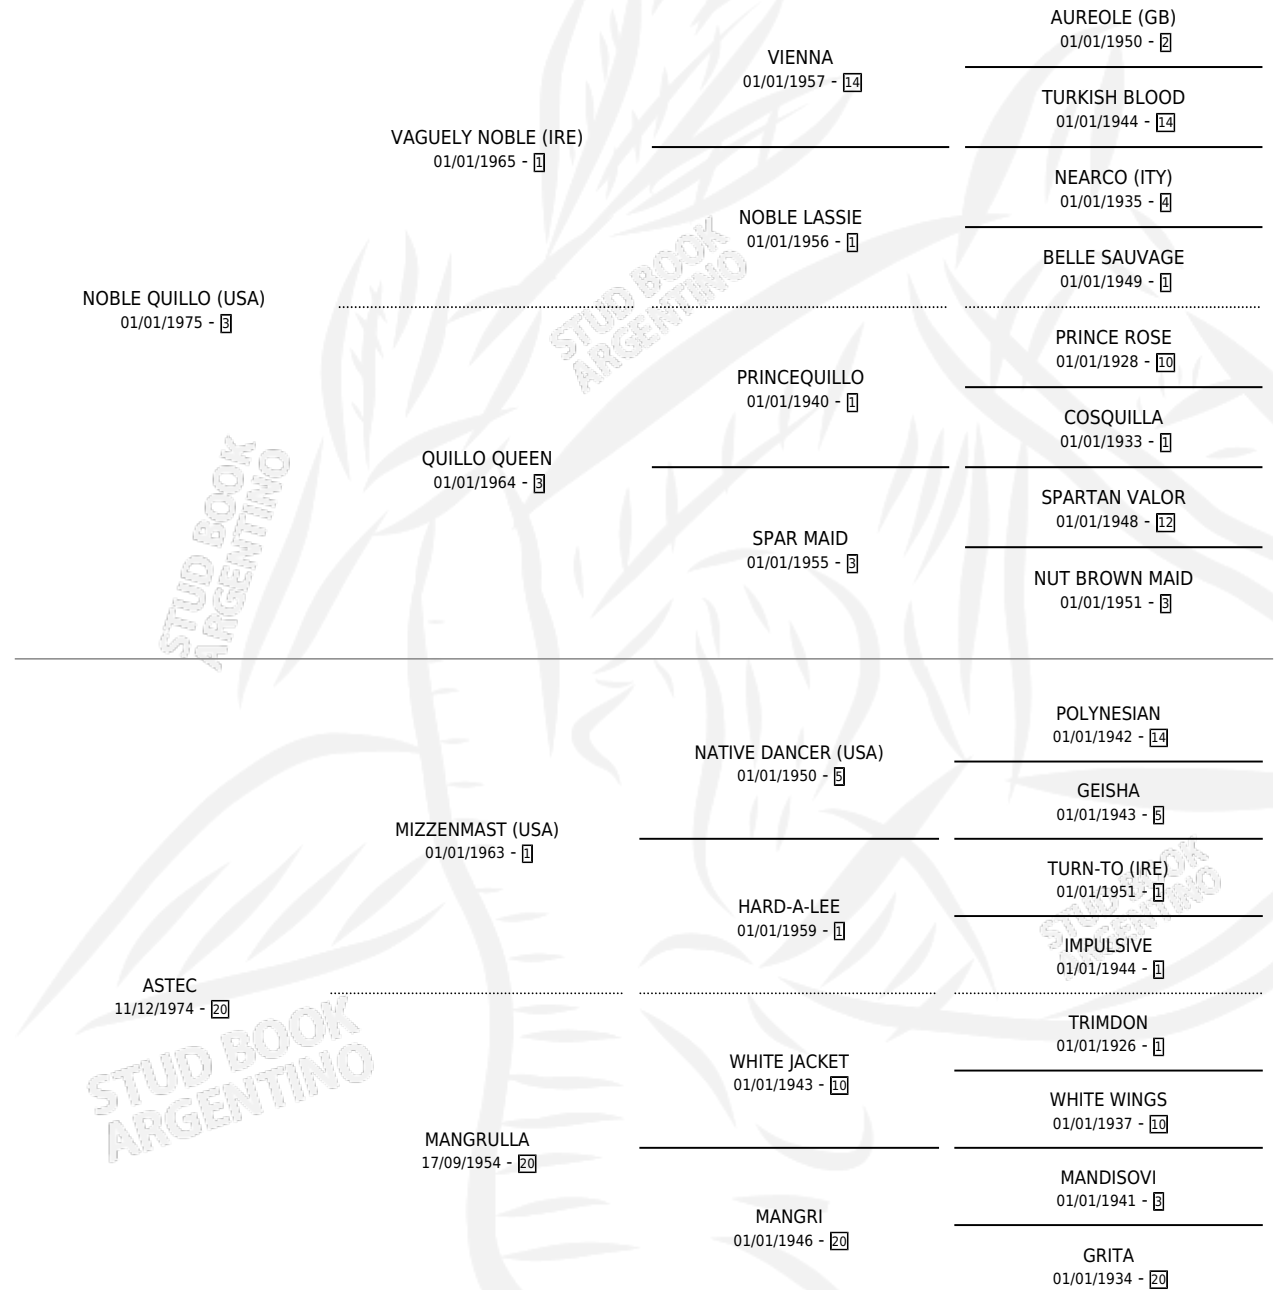 AUREOLE (GB)
01/01/1950 - 2
VIENNA
01/01/1957 - 14
TURKISH BLOOD
01/01/1944 - 14
VAGUELY NOBLE (IRE)
01/01/1965 - 1
NEARCO (ITY)
01/01/1935 - 4
NOBLE LASSIE
01/01/1956 - 1
BELLE SAUVAGE
01/01/1949 - 1
NOBLE QUILLO (USA)
01/01/1975 - 3
STUD BOOK
ARGENTINO
PRINCE ROSE
01/01/1928 - 10
PRINCEQUILLO
01/01/1940 - 1
COSQUILLA
01/01/1933 - 1
QUILLO QUEEN
01/01/1964 - 3
SPARTAN VALOR
01/01/1948 - 12
SPAR MAID
01/01/1955 - 3
NUT BROWN MAID
01/01/1951 - 3
STUD BOOK
ARGENTINO
POLYNESIAN
01/01/1942 - 14
NATIVE DANCER (USA)
01/01/1950 - 5
GEISHA
01/01/1943 - 5
MIZZENMAST (USA)
01/01/1963 - 1
TURN-TO (IRE)
01/01/1951 - 1
HARD-A-LEE
01/01/1959 - 1
STUD BOOK
ARGENTINO
IMPULSIVE
01/01/1944 - 1
ASTEC
11/12/1974 - 20
STUD BOOK
ARGENTINO
TRIMDON
01/01/1926 - 1
WHITE JACKET
01/01/1943 - 10
WHITE WINGS
01/01/1937 - 10
MANGRULLA
17/09/1954 - 20
MANDISOVI
01/01/1941 - 3
MANGRI
01/01/1946 - 20
GRITA
01/01/1934 - 20